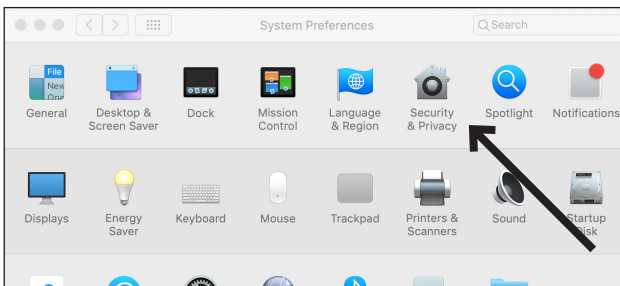 System Preferences
Search
File
New
One
General
Desktop &
Screen Saver
Dock
Mission
Control
Language
& Region
Security
& Privacy
Spotlight
Notifications
Displays
Energy
Saver
Keyboard
Mouse
Trackpad
Printers &
Scanners
Sound
Startup
Disk